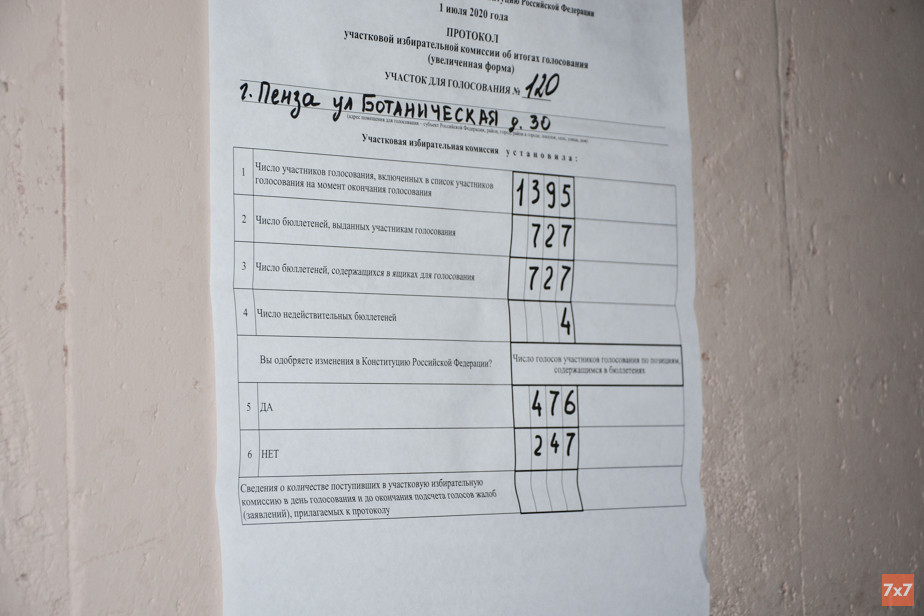 Российской Федерации
1 июля 2020 года
ПРОТОКОЛ
участковой избирательной комиссии об итогах голосования
(увеличенная форма)
УЧАСТОК ДЛЯ ГОЛОСОВАНИЯ № 120
г. Пенза ул БОТАНИЧЕСКАЯ д. 30
Участковая избирательная комиссия установила:
1 Число участников голосования, включенных в список участников
голосования на момент окончания голосования 1395
2 Число бюллетеней, выданных участникам голосования 727
3 Число бюллетеней, содержащихся в ящиках для голосования 727
4 Число недействительных бюллетеней 4
Вы одобряете изменения в Конституцию Российской Федерации? Число голосов участников голосования по позициям,
содержащимся в бюллетенях
5 ДА 476
6 НЕТ 247
Сведения о количестве поступивших в участковую избирательную
комиссию в день голосования и до окончания подсчета голосов жалоб
(заявлений), прилагаемых к протоколу
7x7